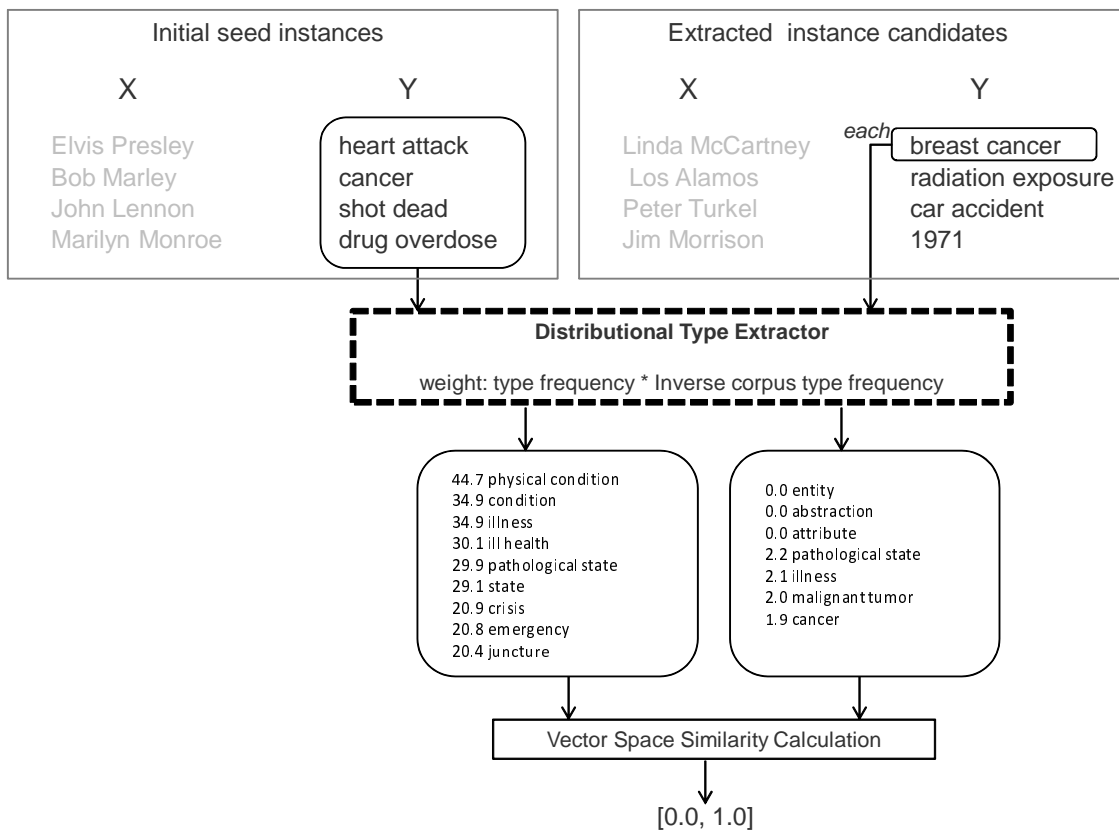 Initial seed instances
X
Y
Elvis Presley
Bob Marley
John Lennon
Marilyn Monroe
heart attack
cancer
shot dead
drug overdose
Extracted instance candidates
X
Y
Linda McCartney
Los Alamos
Peter Turkel
Jim Morrison
each
breast cancer
radiation exposure
car accident
1971
Distributional Type Extractor
weight: type frequency * Inverse corpus type frequency
44.7 physical condition
34.9 condition
34.9 illness
30.1 ill health
29.9 pathological state
29.1 state
20.9 crisis
20.8 emergency
20.4 juncture
0.0 entity
0.0 abstraction
0.0 attribute
2.2 pathological state
2.1 illness
2.0 malignant tumor
1.9 cancer
Vector Space Similarity Calculation
[0.0, 1.0]